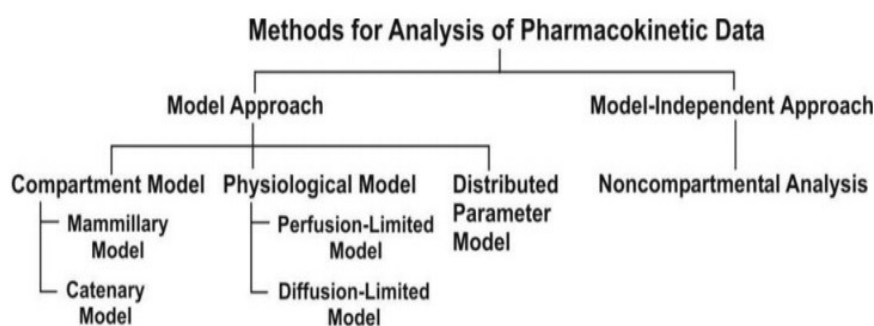 Methods for Analysis of Pharmacokinetic Data
Model Approach
Model-Independent Approach
Compartment Model
Physiological Model
Distributed
Parameter
Model
Noncompartmental Analysis
Mammillary
Model
Catenary
Model
Perfusion-Limited
Model
Diffusion-Limited
Model